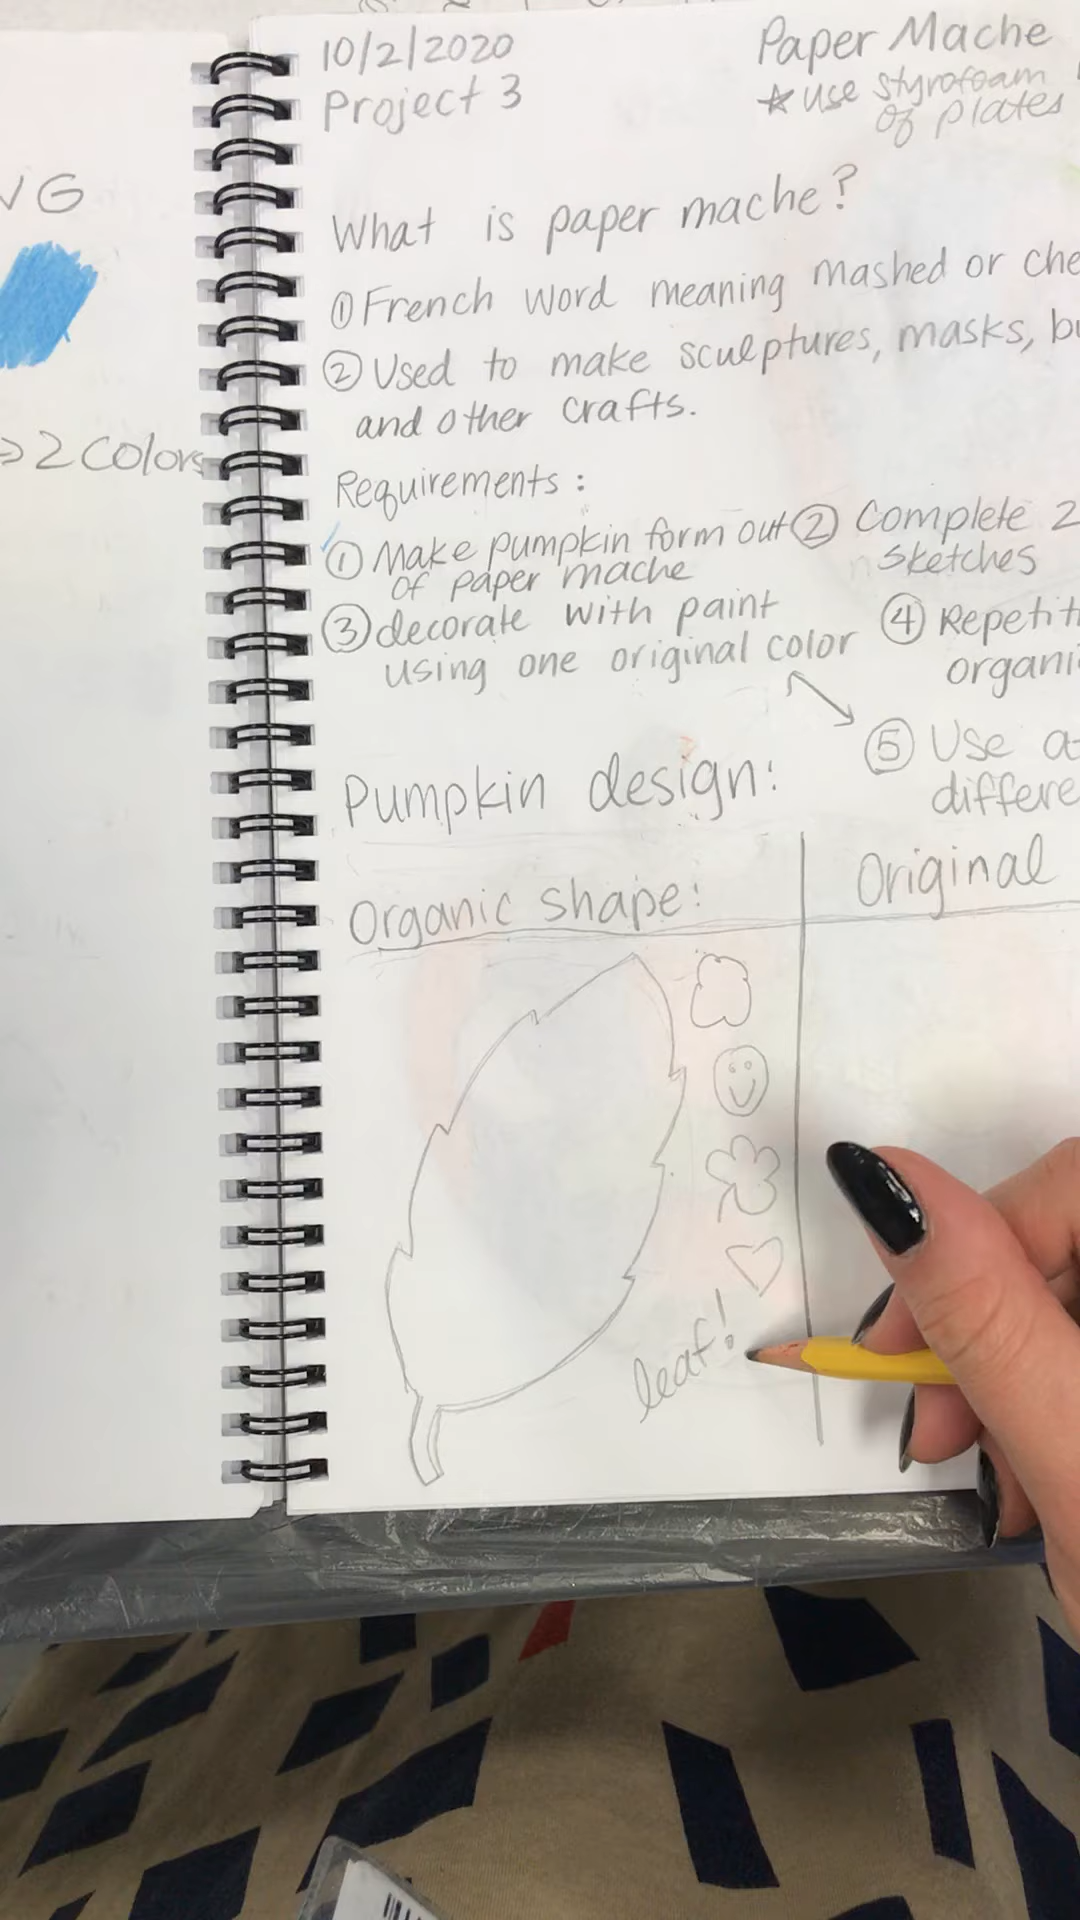 10/2/2020
Project 3
Paper Mache
☆ use styrofoam
of plates
VG
→ 2 Colors
What is paper mache?
① French word meaning mashed or che
② Used to make sculptures, masks, bu
and other crafts.
Requirements:
① Make pumpkin form out
of paper mache
② Complete 2
sketches
③ decorate with paint
using one original color
④ Repetit
organi
⑤ Use at
differe
Pumpkin design:
Organic shape:
Original
leaf!